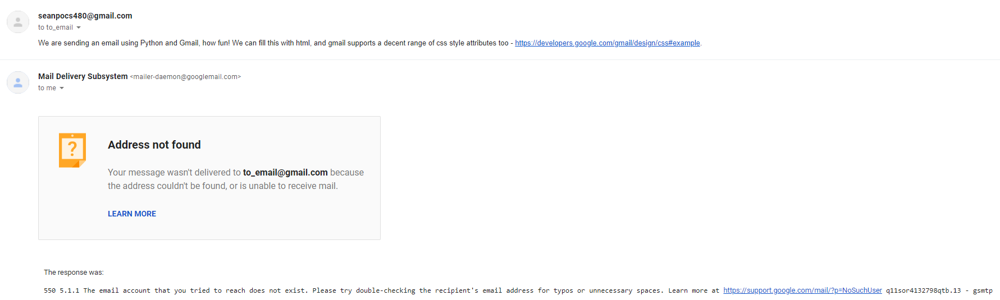 seanpocs480@gmail.com
to to_email
We are sending an email using Python and Gmail, how fun! We can fill this with html, and gmail supports a decent range of css style attributes too - https://developers.google.com/gmail/design/css#example.
Mail Delivery Subsystem <mailer-daemon@googlemail.com>
to me
?
Address not found
Your message wasn't delivered to to_email@gmail.com because
the address couldn't be found, or is unable to receive mail.
LEARN MORE
The response was:
550 5.1.1 The email account that you tried to reach does not exist. Please try double-checking the recipient's email address for typos or unnecessary spaces. Learn more at https://support.google.com/mail/?p=NoSuchUser q11sor4132798qtb.13 - gsmtp